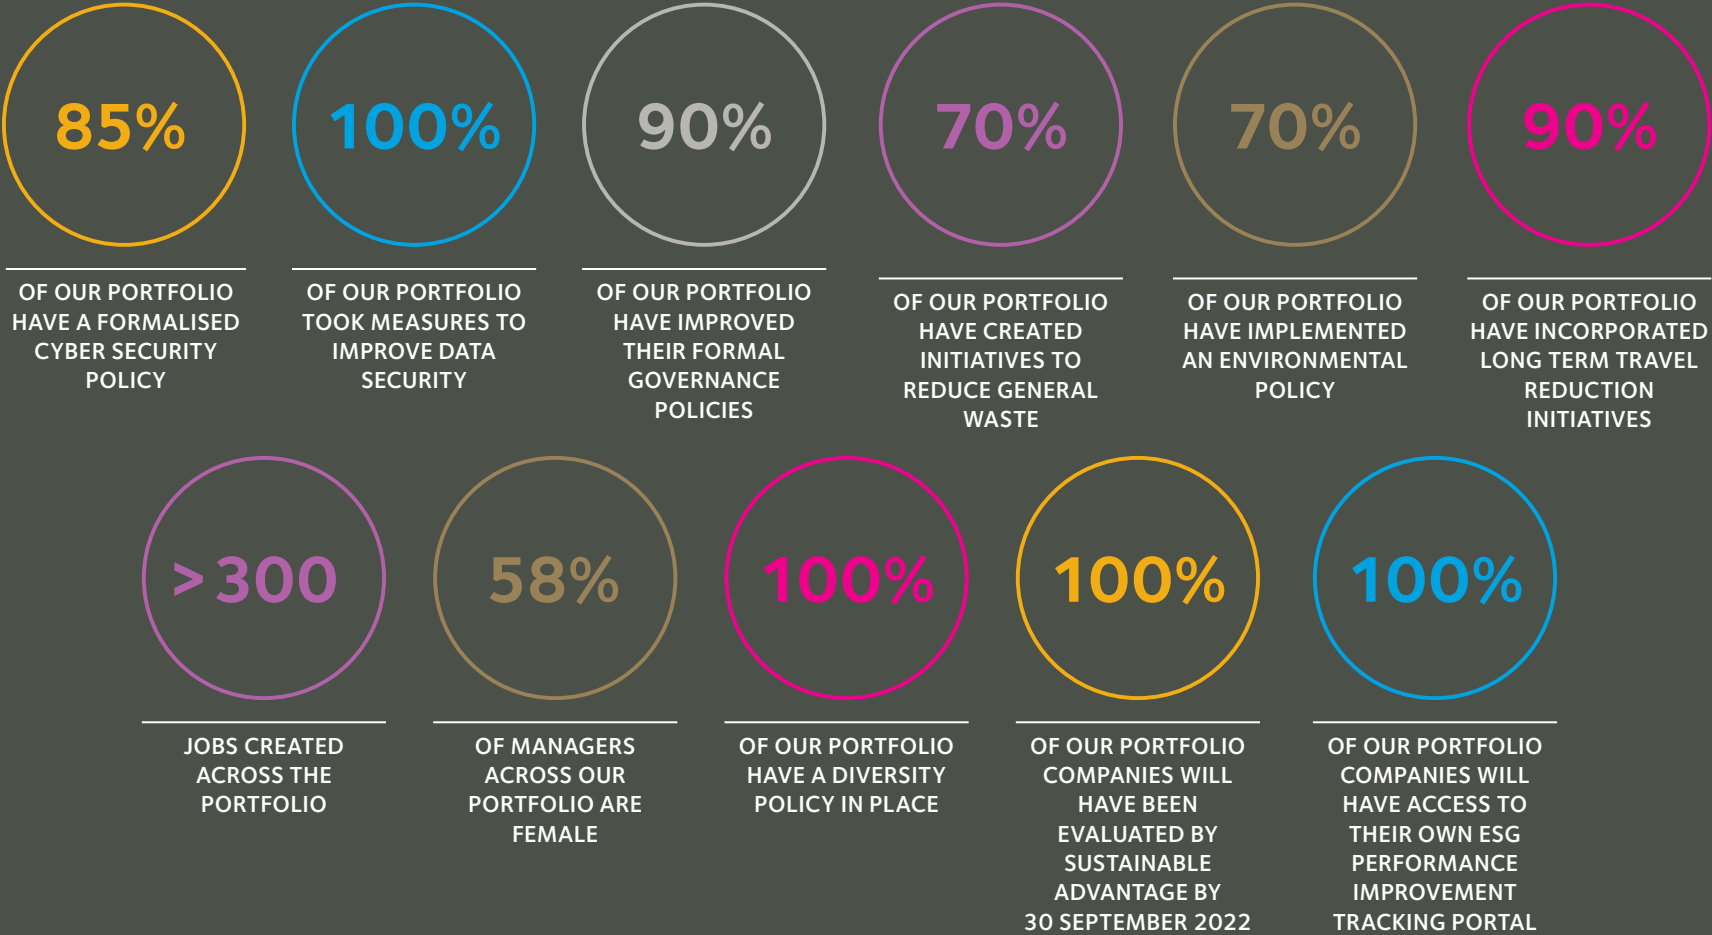 85%
OF OUR PORTFOLIO
HAVE A FORMALISED
CYBER SECURITY
POLICY
100%
OF OUR PORTFOLIO
TOOK MEASURES TO
IMPROVE DATA
SECURITY
90%
OF OUR PORTFOLIO
HAVE IMPROVED
THEIR FORMAL
GOVERNANCE
POLICIES
70%
OF OUR PORTFOLIO
HAVE CREATED
INITIATIVES TO
REDUCE GENERAL
WASTE
70%
OF OUR PORTFOLIO
HAVE IMPLEMENTED
AN ENVIRONMENTAL
POLICY
90%
OF OUR PORTFOLIO
HAVE INCORPORATED
LONG TERM TRAVEL
REDUCTION
INITIATIVES
>300
JOBS CREATED
ACROSS THE
PORTFOLIO
58%
OF MANAGERS
ACROSS OUR
PORTFOLIO ARE
FEMALE
100%
OF OUR PORTFOLIO
HAVE A DIVERSITY
POLICY IN PLACE
100%
OF OUR PORTFOLIO
COMPANIES WILL
HAVE BEEN
EVALUATED BY
SUSTAINABLE
ADVANTAGE BY
30 SEPTEMBER 2022
100%
OF OUR PORTFOLIO
COMPANIES WILL
HAVE ACCESS TO
THEIR OWN ESG
PERFORMANCE
IMPROVEMENT
TRACKING PORTAL